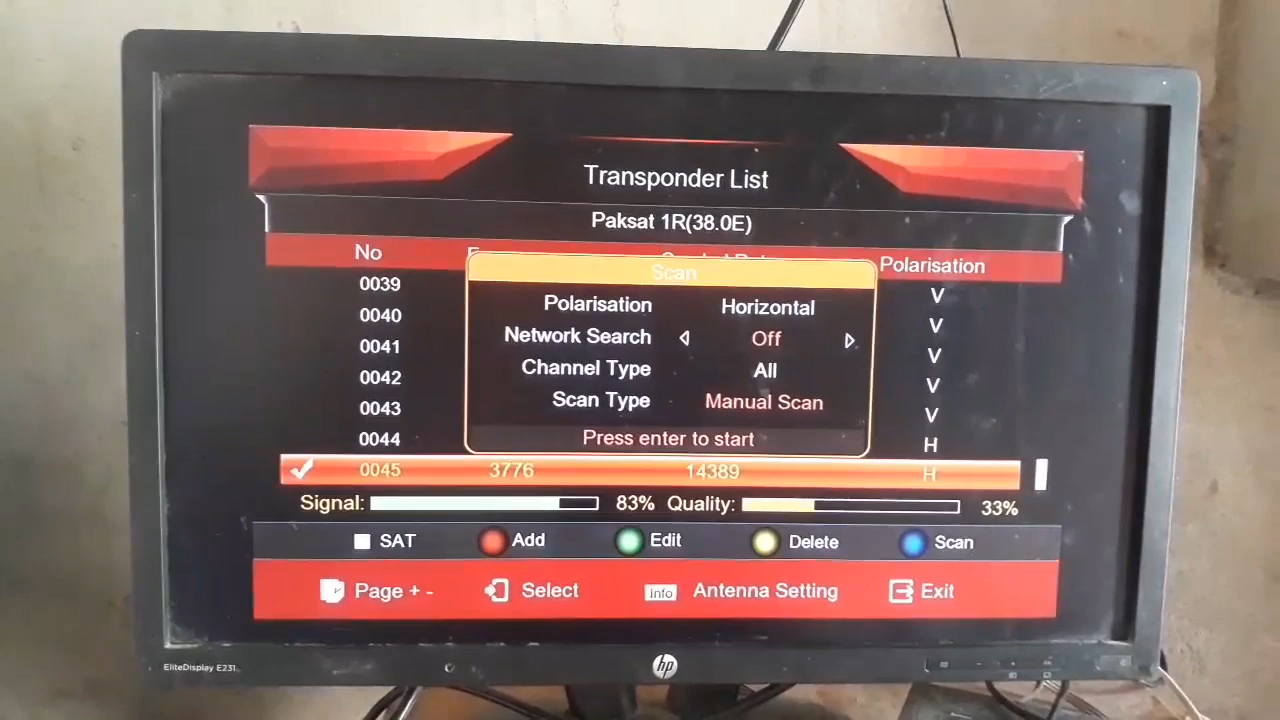 Transponder List
Paksat 1R(38.0E)
No Polarisation
Scan
0039 V
Polarisation Horizontal
0040 V
Network Search Off
0041 V
Channel Type All
0042 V
Scan Type Manual Scan
0043 V
Press enter to start
0044 H
0045 3776 14389 H
Signal: 83% Quality: 33%
SAT Add Edit Delete Scan
Page + - Select Info Antenna Setting Exit
EliteDisplay E231
hp